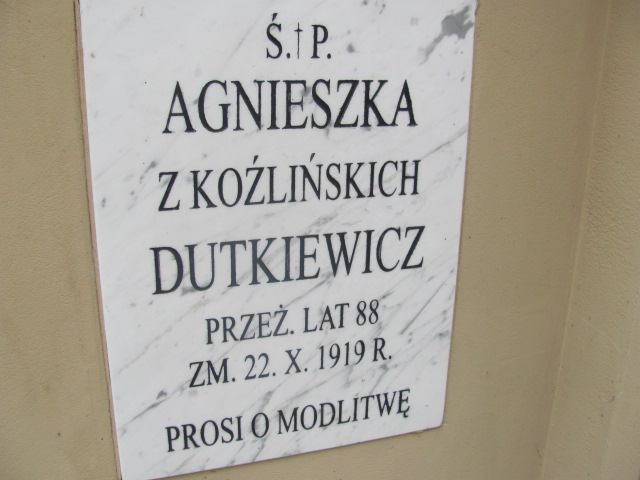 Ś.†P.
AGNIESZKA
Z KOŹLIŃSKICH
DUTKIEWICZ
PRZEŻ. LAT 88
ZM. 22. X. 1919 R.
PROSI O MODLITWĘ